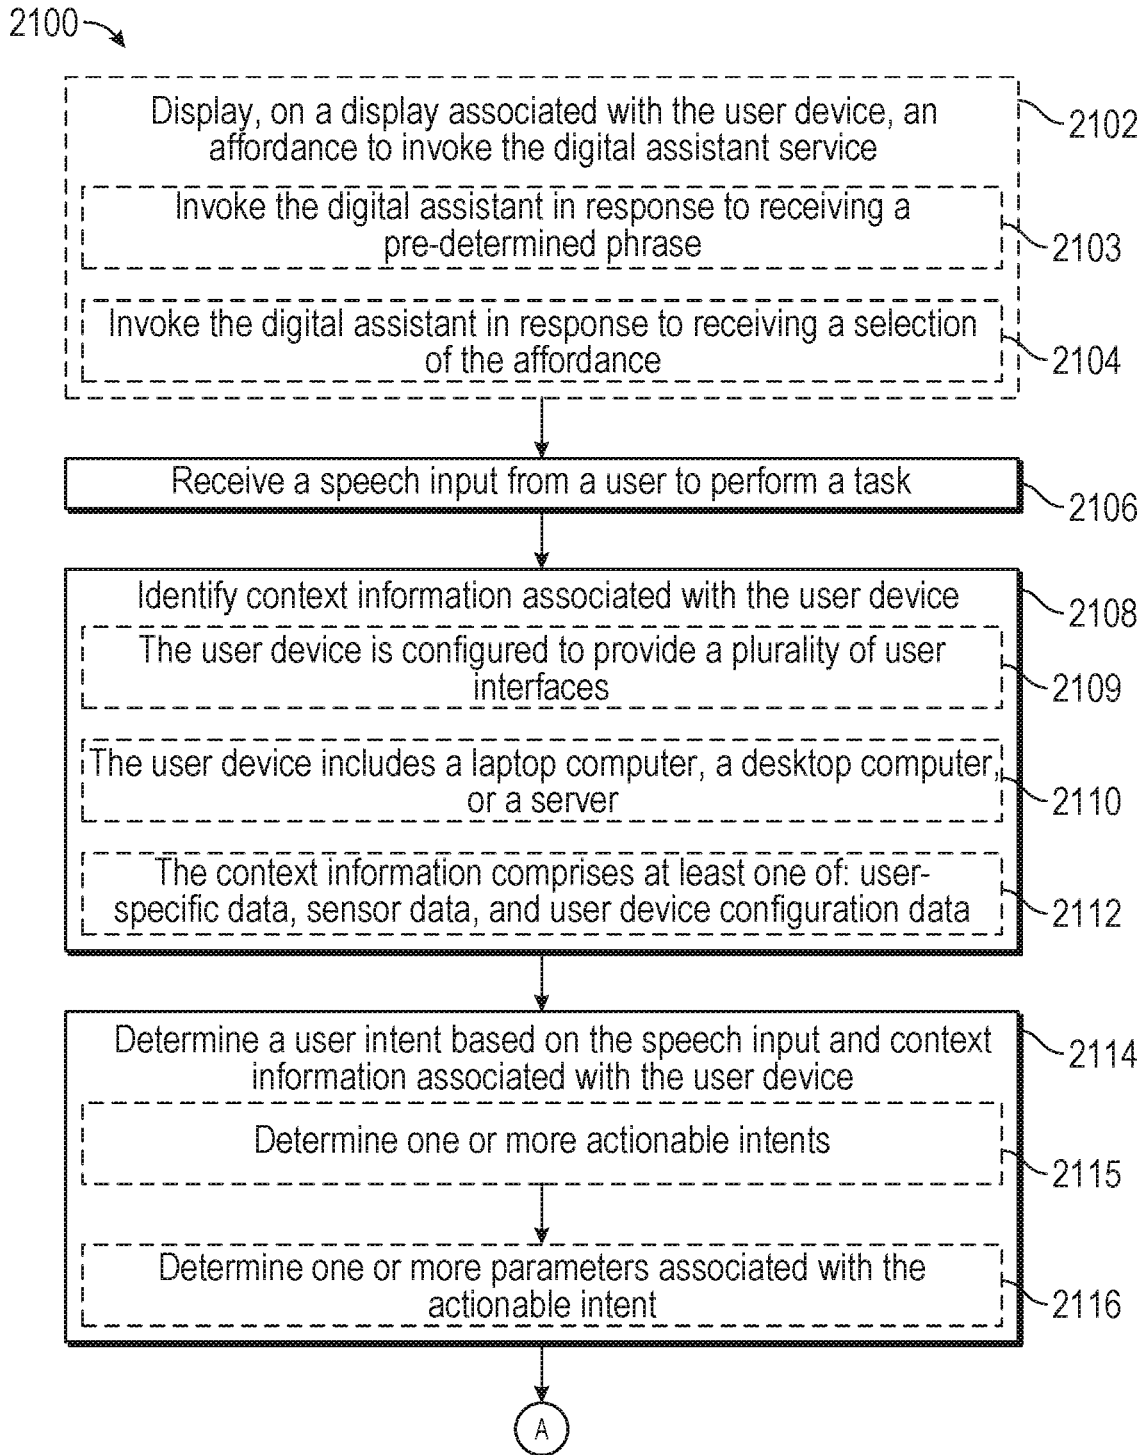 2100
Display, on a display associated with the user device, an
affordance to invoke the digital assistant service
2102
Invoke the digital assistant in response to receiving a
pre-determined phrase
2103
Invoke the digital assistant in response to receiving a selection
of the affordance
2104
Receive a speech input from a user to perform a task
2106
Identify context information associated with the user device
2108
The user device is configured to provide a plurality of user
interfaces
2109
The user device includes a laptop computer, a desktop computer,
or a server
2110
The context information comprises at least one of: user-
specific data, sensor data, and user device configuration data
2112
Determine a user intent based on the speech input and context
information associated with the user device
2114
Determine one or more actionable intents
2115
Determine one or more parameters associated with the
actionable intent
2116
A